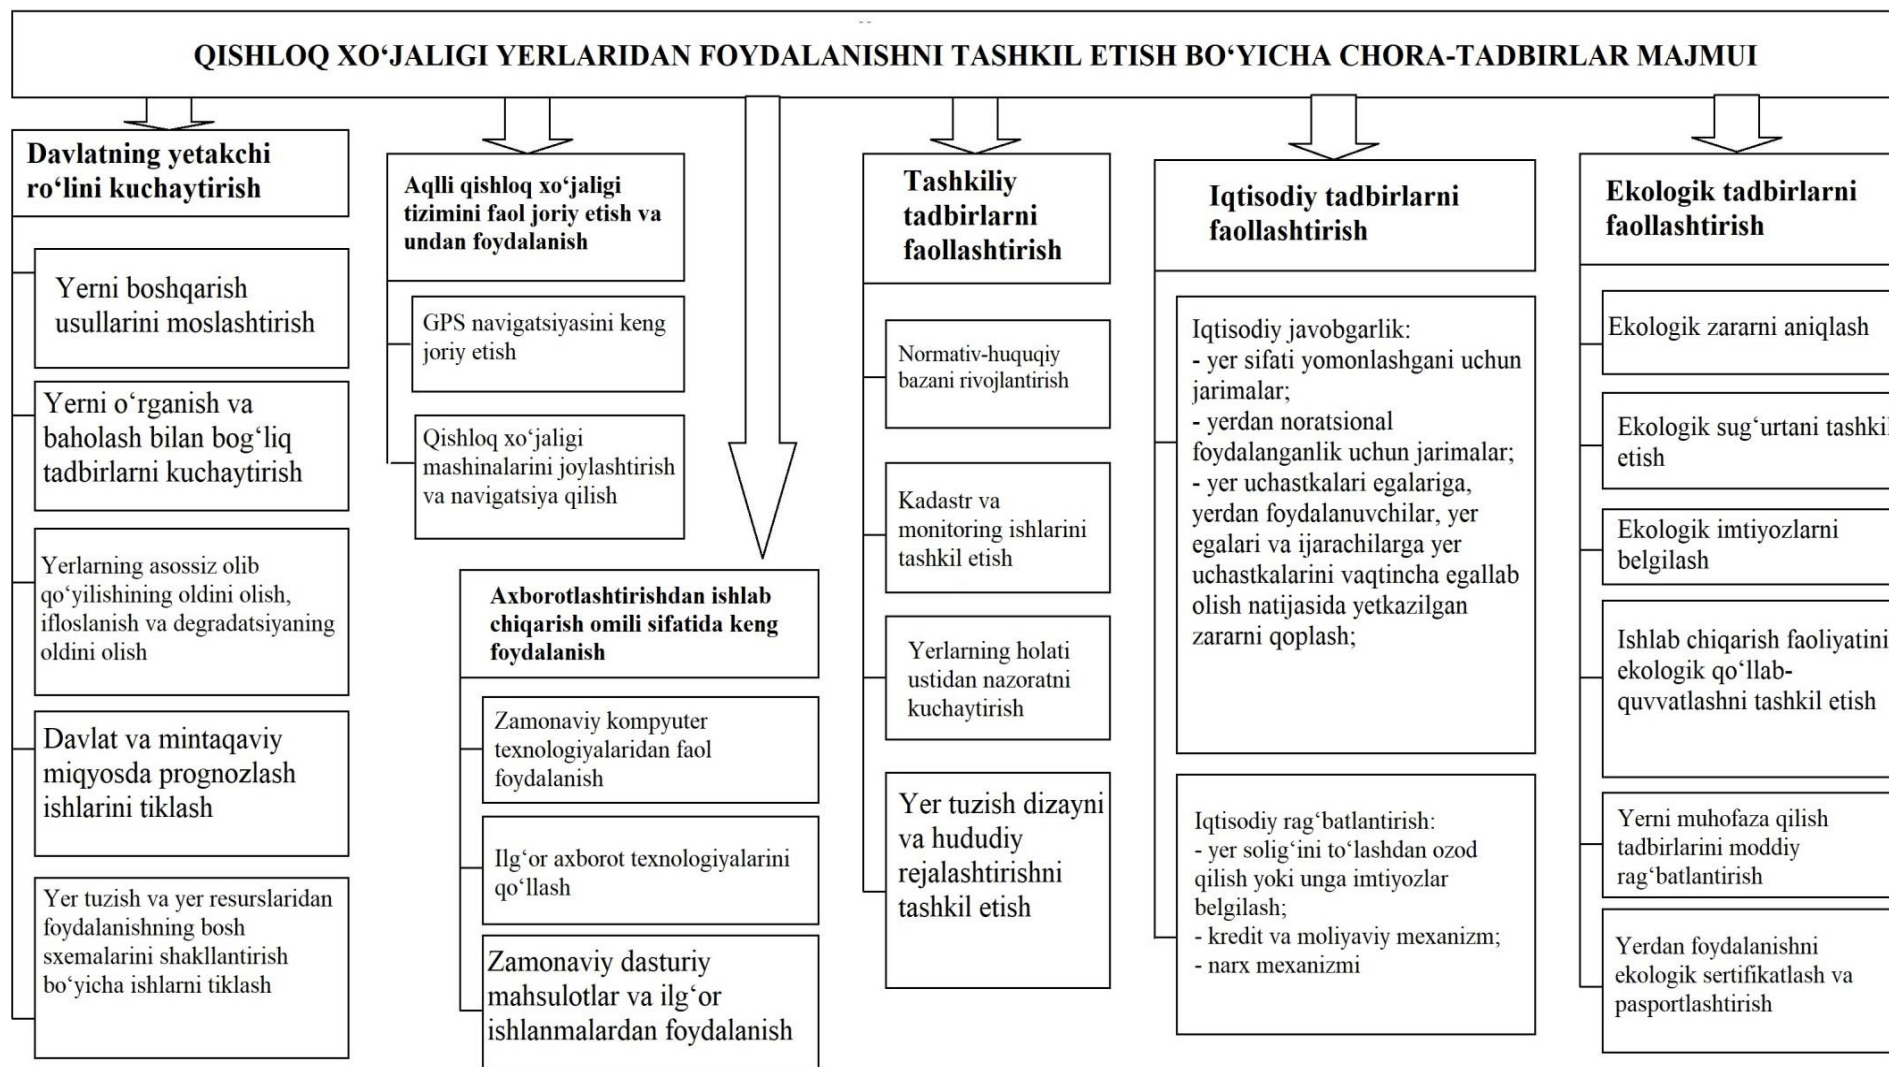 QISHLOQ XO‘JALIGI YERLARIDAN FOYDALANISHNI TASHKIL ETISH BO‘YICHA CHORA-TADBIRLAR MAJMUI
Davlatning yetakchi
ro‘lini kuchaytirish
Yerni boshqarish
usullarini moslashtirish
Yerni o‘rganish va
baholash bilan bog‘liq
tadbirlarni kuchaytirish
Yerlarning asossiz olib
qo‘yilishining oldini olish,
ifloslanish va degradatsiyaning
oldini olish
Davlat va mintaqaviy
miqyosda prognozlash
ishlarini tiklash
Yer tuzish va yer resurslaridan
foydalanishning bosh
sxemalarini shakllantirish
bo‘yicha ishlarni tiklash
Aqlli qishloq xo‘jaligi
tizimini faol joriy etish va
undan foydalanish
GPS navigatsiyasini keng
joriy etish
Qishloq xo‘jaligi
mashinalarini joylashtirish
va navigatsiya qilish
Axborotlashtirishdan ishlab
chiqarish omili sifatida keng
foydalanish
Zamonaviy kompyuter
texnologiyalaridan faol
foydalanish
Ilg‘or axborot texnologiyalarini
qo‘llash
Zamonaviy dasturiy
mahsulotlar va ilg‘or
ishlanmalardan foydalanish
Tashkiliy
tadbirlarni
faollashtirish
Normativ-huquqiy
bazani rivojlantirish
Kadastr va
monitoring ishlarini
tashkil etish
Yerlarning holati
ustidan nazoratni
kuchaytirish
Yer tuzish dizayni
va hududiy
rejalashtirishni
tashkil etish
Iqtisodiy tadbirlarni
faollashtirish
Iqtisodiy javobgarlik:
- yer sifati yomonlashgani uchun
jarimalar;
- yerdan noratsional
foydalanganlik uchun jarimalar;
- yer uchastkalari egalariga,
yerdan foydalanuvchilar, yer
egalari va ijarachilarga yer
uchastkalarini vaqtincha egallab
olish natijasida yetkazilgan
zararni qoplash;
Iqtisodiy rag‘batlantirish:
- yer solig‘ini to‘lashdan ozod
qilish yoki unga imtiyozlar
belgilash;
- kredit va moliyaviy mexanizm;
- narx mexanizmi
Ekologik tadbirlarni
faollashtirish
Ekologik zararni aniqlash
Ekologik sug‘urtani tashkil
etish
Ekologik imtiyozlarni
belgilash
Ishlab chiqarish faoliyatini
ekologik qo‘llab-
quvvatlashni tashkil etish
Yerni muhofaza qilish
tadbirlarini moddiy
rag‘batlantirish
Yerdan foydalanishni
ekologik sertifikatlash va
pasportlashtirish